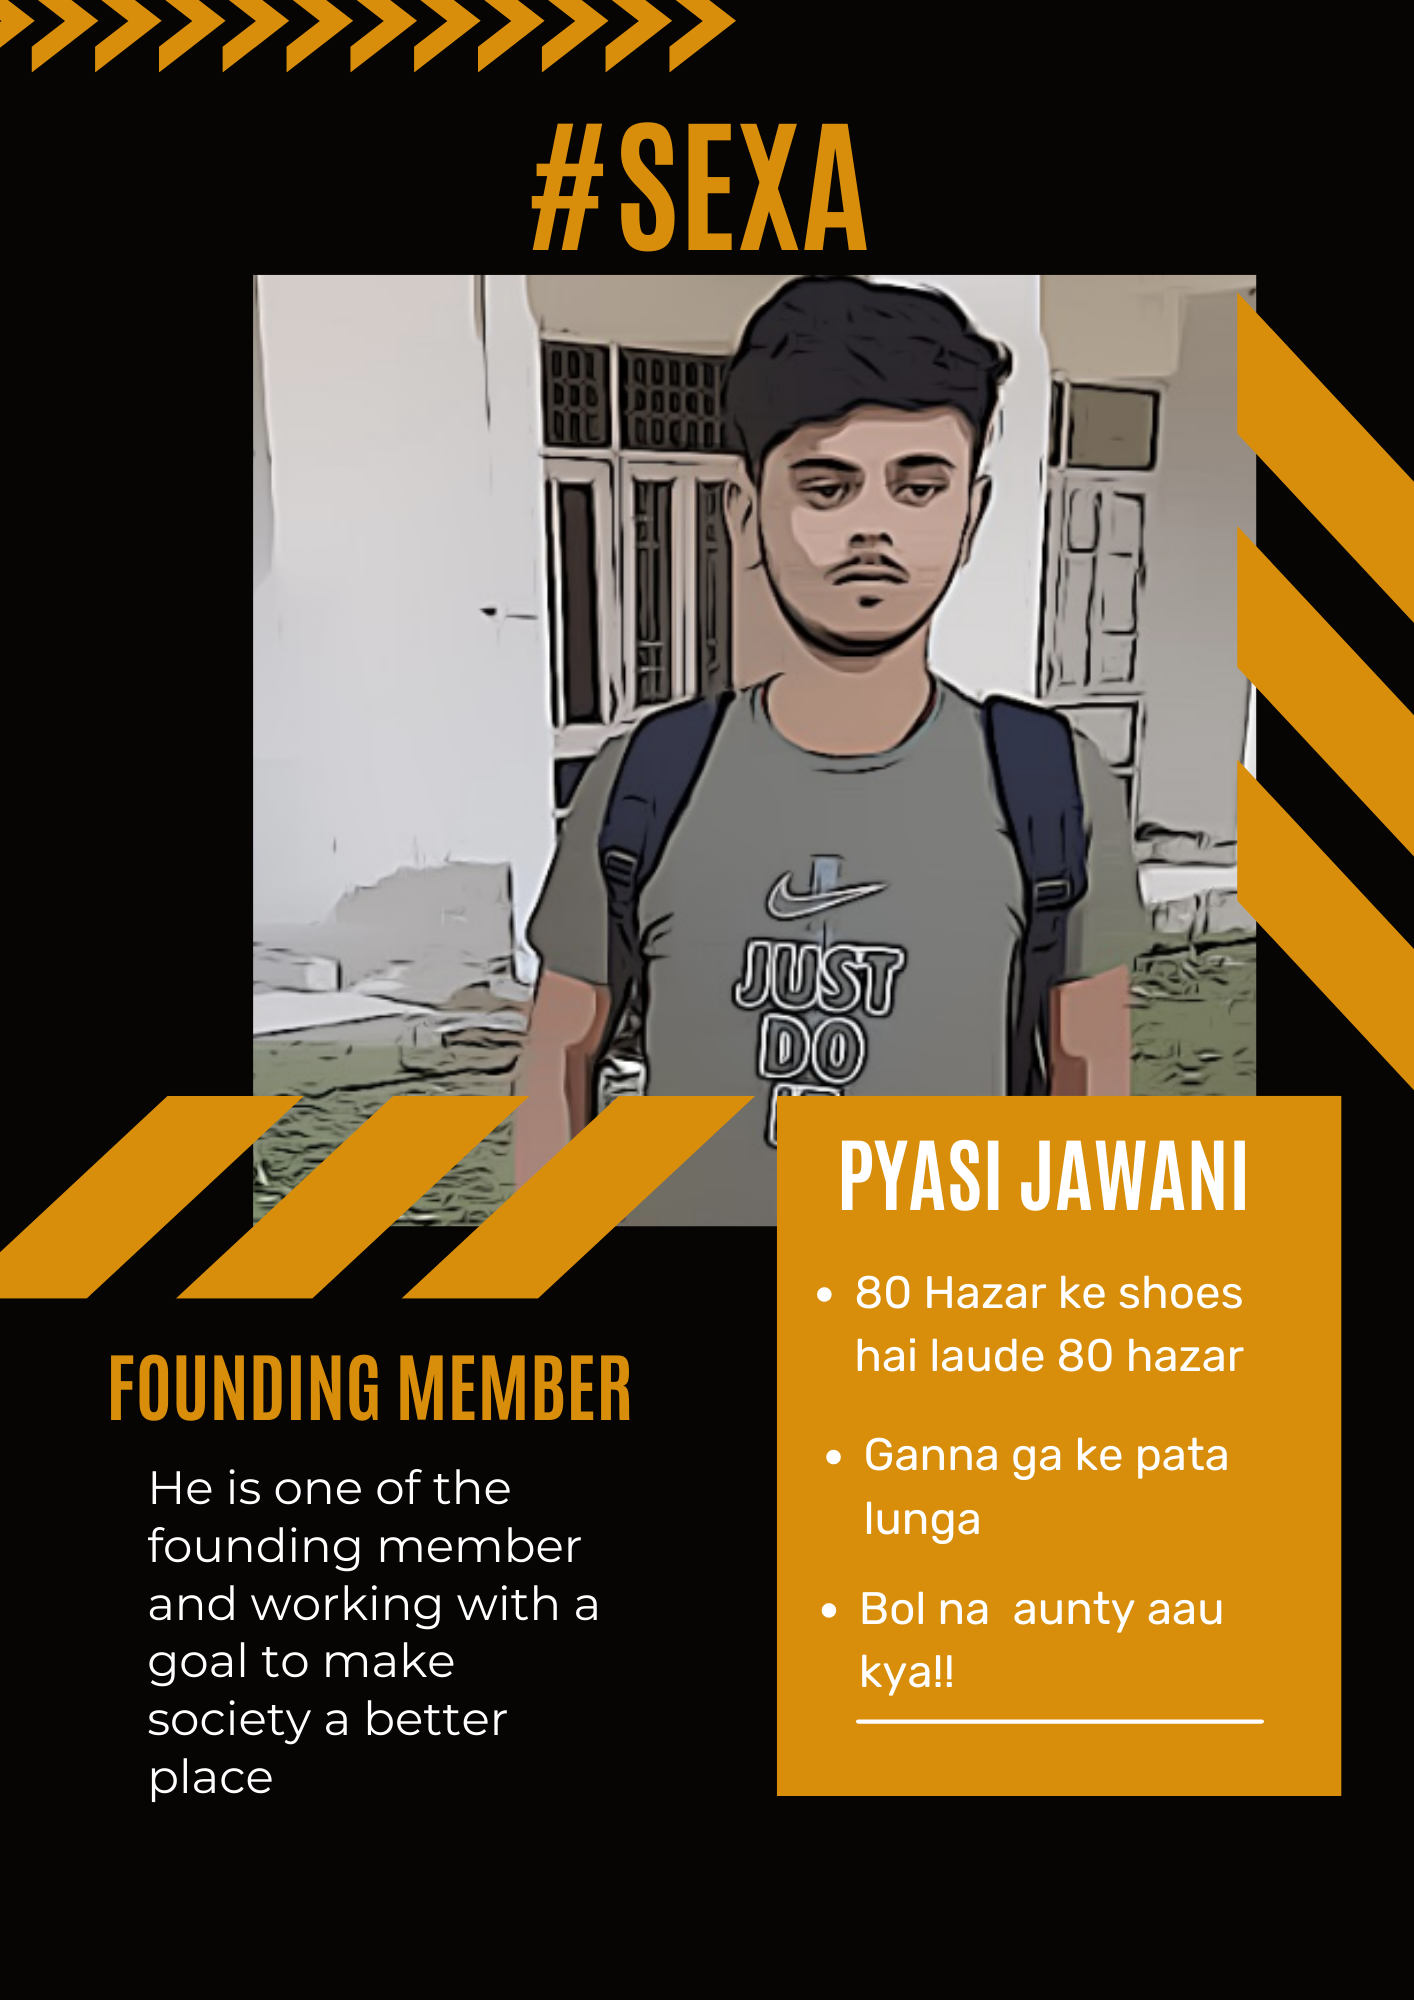 #SEXA
JUST
DO
PYASI JAWANI
• 80 Hazar ke shoes
hai laude 80 hazar
• Ganna ga ke pata
lunga
• Bol na aunty aau
kya!!
FOUNDING MEMBER
He is one of the
founding member
and working with a
goal to make
society a better
place